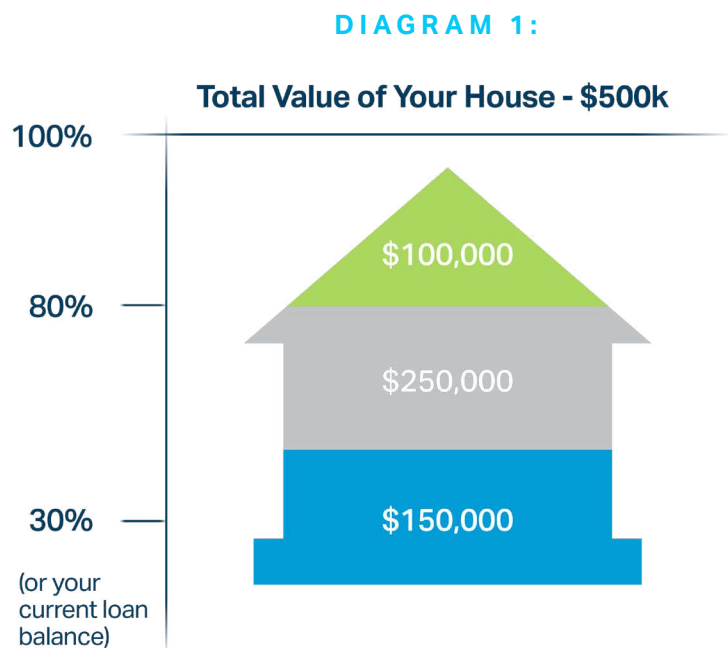 DIAGRAM 1:
Total Value of Your House - $500k
100%
$100,000
80%
$250,000
30%
$150,000
(or your
current loan
balance)